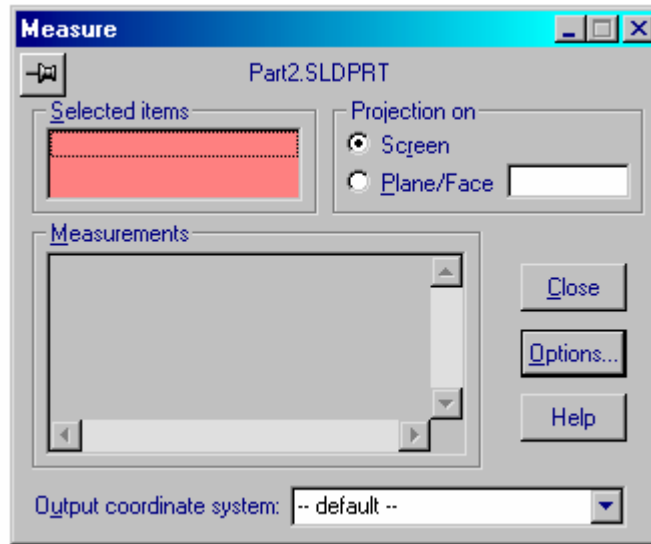 Measure
Part2.SLDPRT
Selected items
Projection on
Screen
Plane/Face
Measurements
Close
Options...
Help
Output coordinate system: -- default --